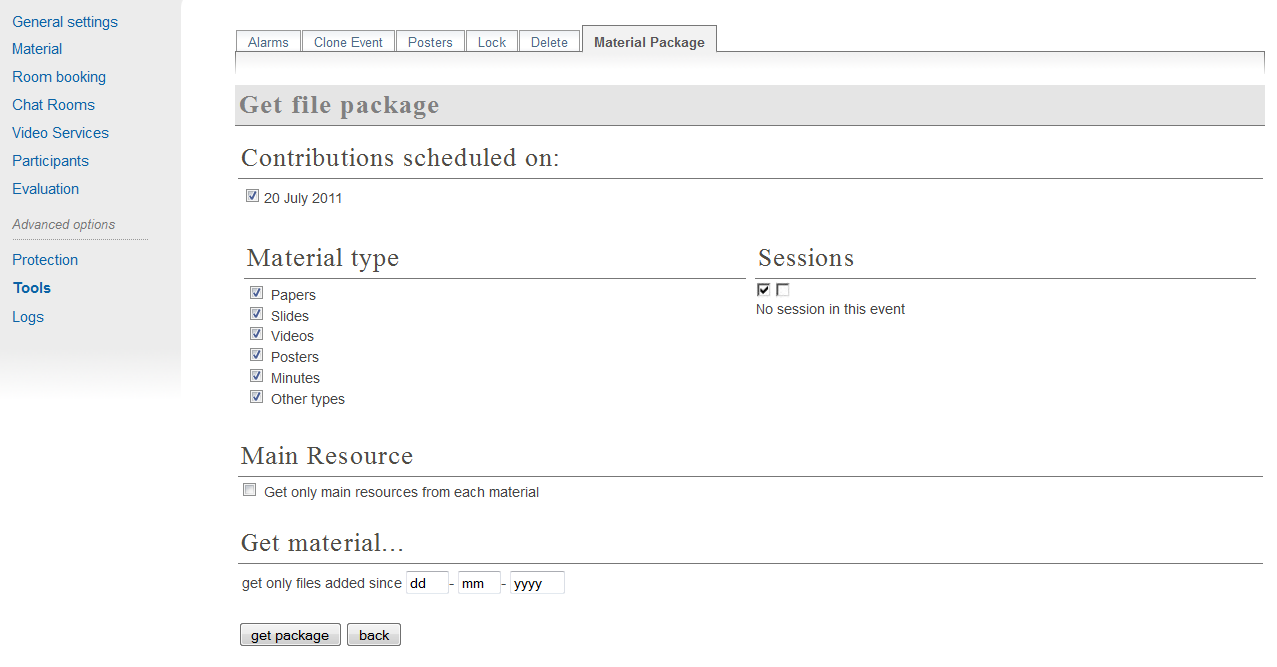 General settings
Material
Room booking
Chat Rooms
Video Services
Participants
Evaluation
Advanced options
Protection
Tools
Logs
Alarms Clone Event Posters Lock Delete Material Package
Get file package
Contributions scheduled on:
20 July 2011
Material type
Papers
Slides
Videos
Posters
Minutes
Other types
Sessions
No session in this event
Main Resource
Get only main resources from each material
Get material...
get only files added since dd - mm - yyyy
get package back